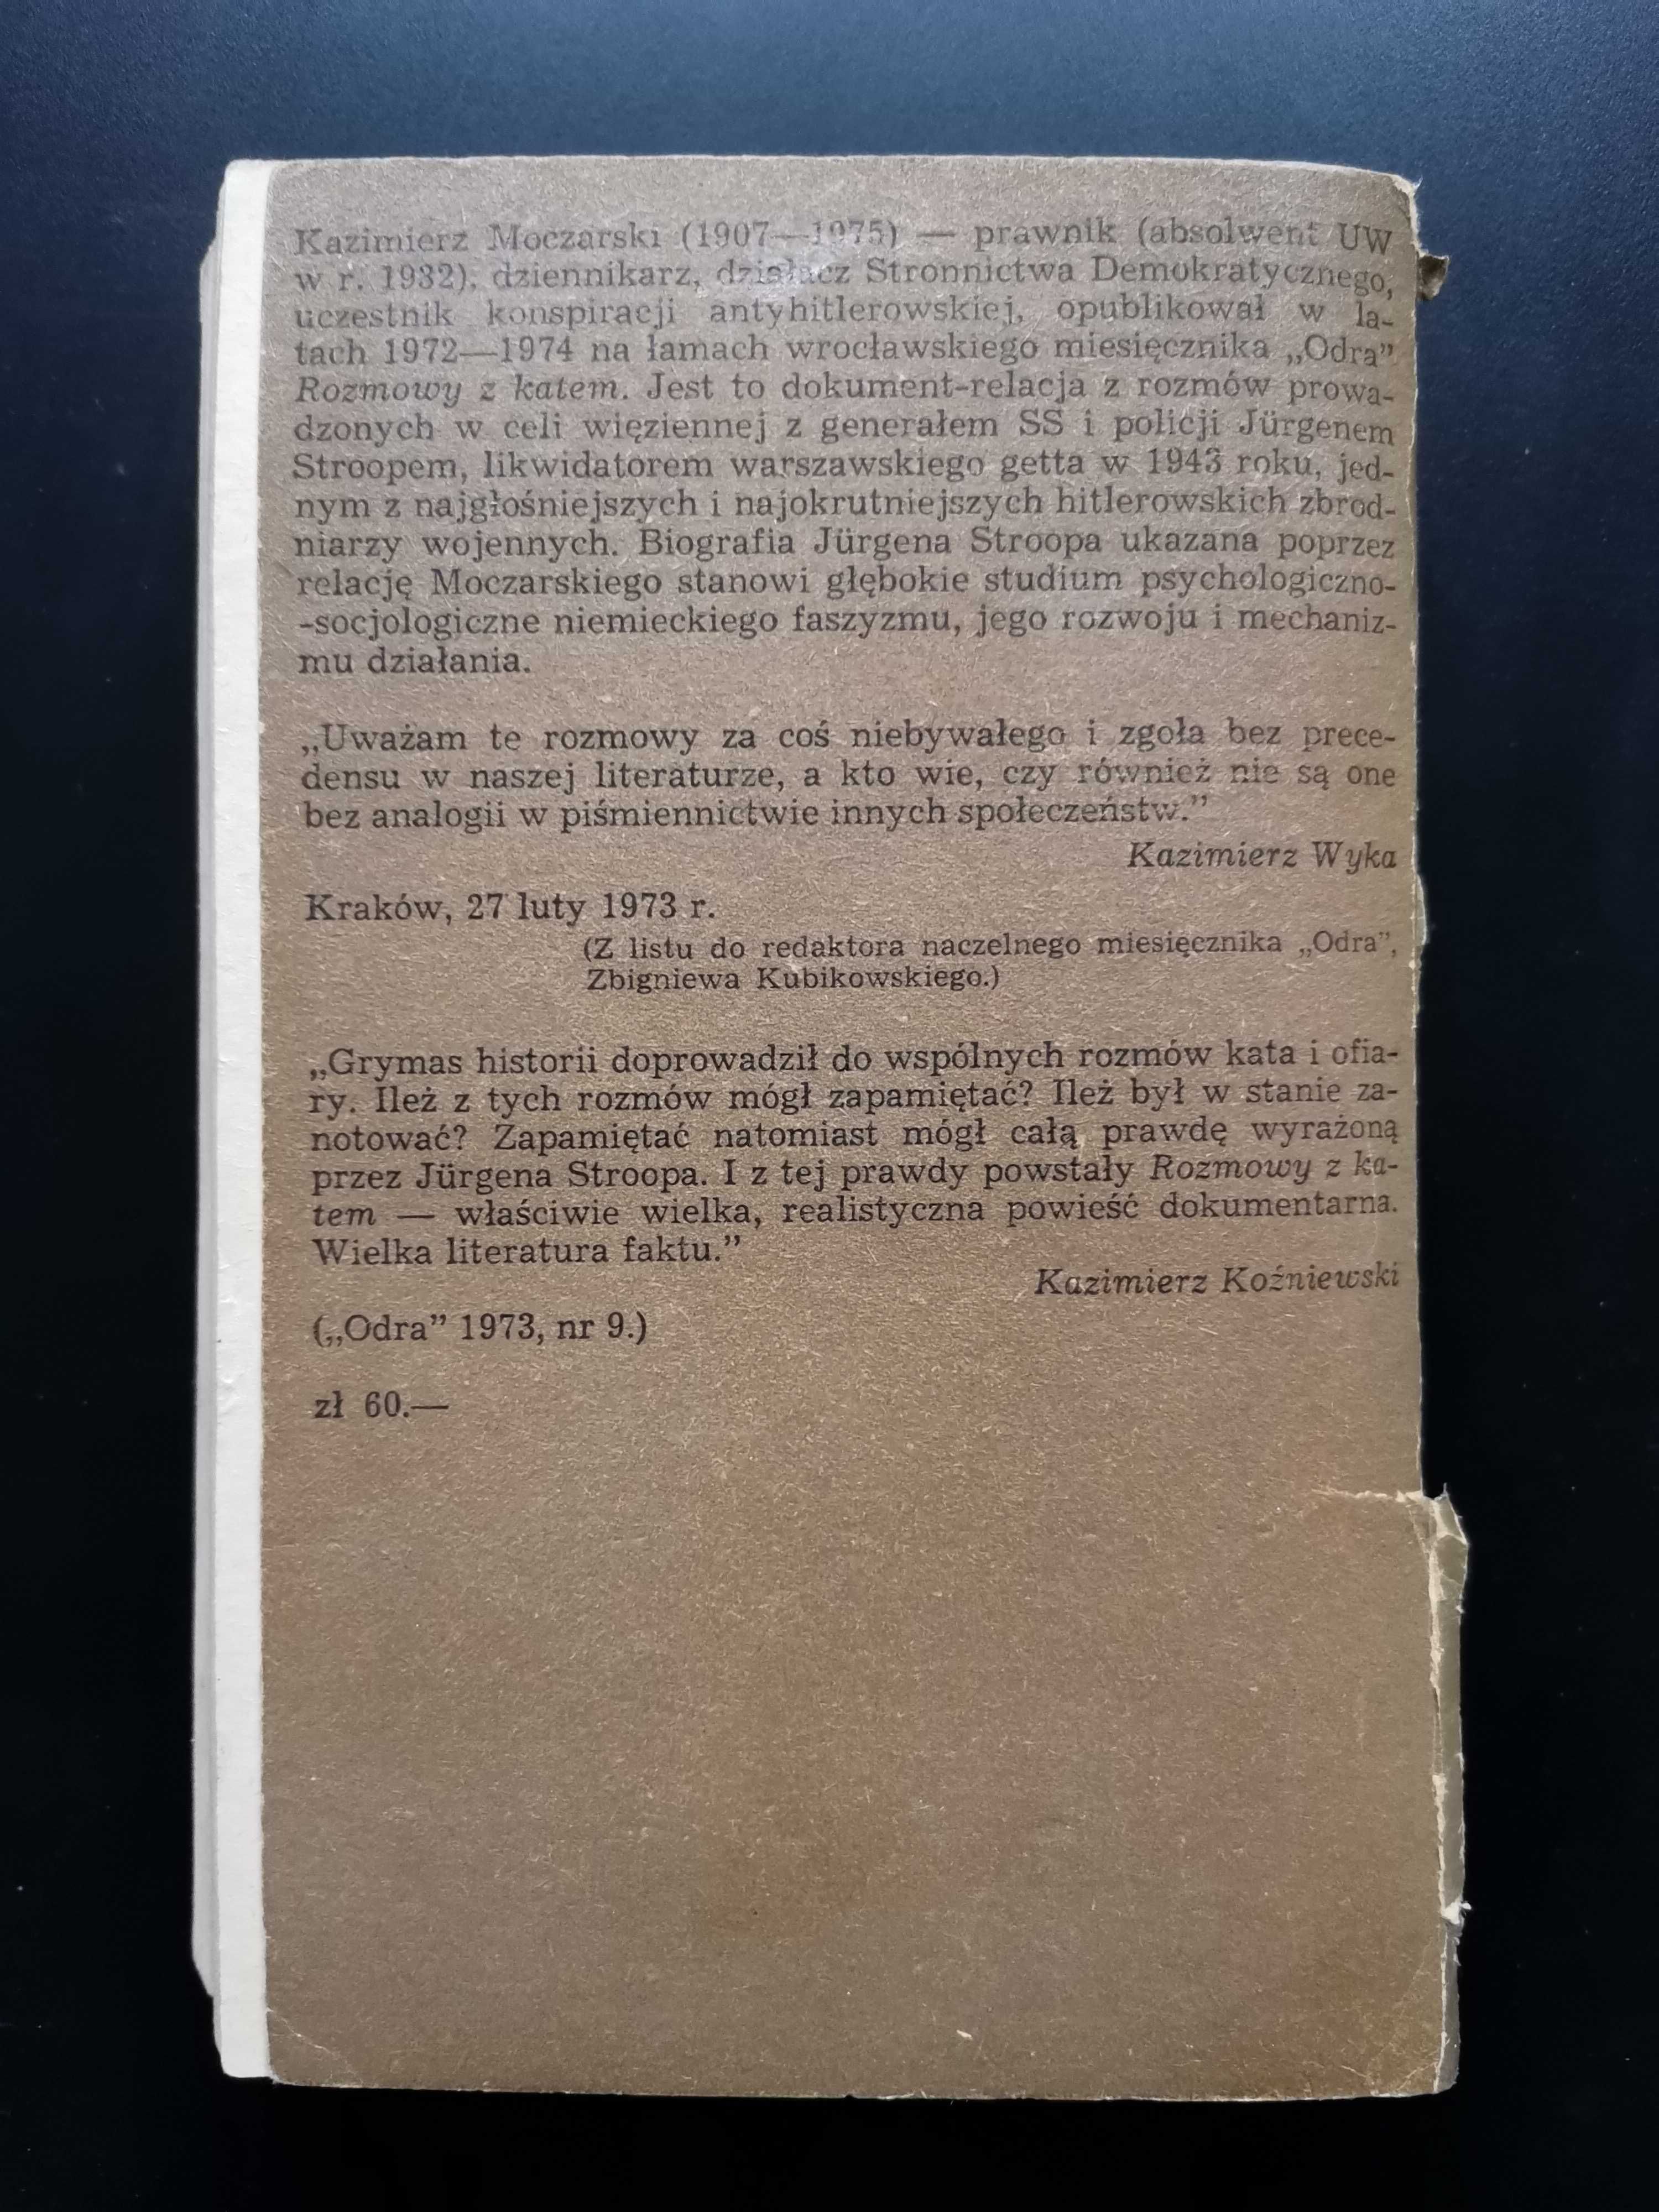 Kazimierz Moczarski (1907—1975) — prawnik (absolwent UW
w r. 1932), dziennikarz, działacz Stronnictwa Demokratycznego,
uczestnik konspiracji antyhitlerowskiej, opublikował w la-
tach 1972—1974 na łamach wrocławskiego miesięcznika „Odra”
Rozmowy z katem. Jest to dokument-relacja z rozmów prowa-
dzonych w celi więziennej z generałem SS i policji Jürgenem
Stroopem, likwidatorem warszawskiego getta w 1943 roku, jed-
nym z najgłośniejszych i najokrutniejszych hitlerowskich zbrod-
niarzy wojennych. Biografia Jürgena Stroopa ukazana poprzez
relację Moczarskiego stanowi głębokie studium psychologiczno-
-socjologiczne niemieckiego faszyzmu, jego rozwoju i mechaniz-
mu działania.
„Uważam te rozmowy za coś niebywałego i zgoła bez prece-
densu w naszej literaturze, a kto wie, czy również nie są one
bez analogii w piśmiennictwie innych społeczeństw.”
Kazimierz Wyka
Kraków, 27 luty 1973 r.
(Z listu do redaktora naczelnego miesięcznika „Odra”,
Zbigniewa Kubikowskiego.)
„Grymas historii doprowadził do wspólnych rozmów kata i ofia-
ry. Ileż z tych rozmów mógł zapamiętać? Ileż był w stanie za-
notować? Zapamiętać natomiast mógł całą prawdę wyrażoną
przez Jürgena Stroopa. I z tej prawdy powstały Rozmowy z ka-
tem — właściwie wielka, realistyczna powieść dokumentarna.
Wielka literatura faktu.”
Kazimierz Koźniewski
(„Odra” 1973, nr 9.)
zł 60.—